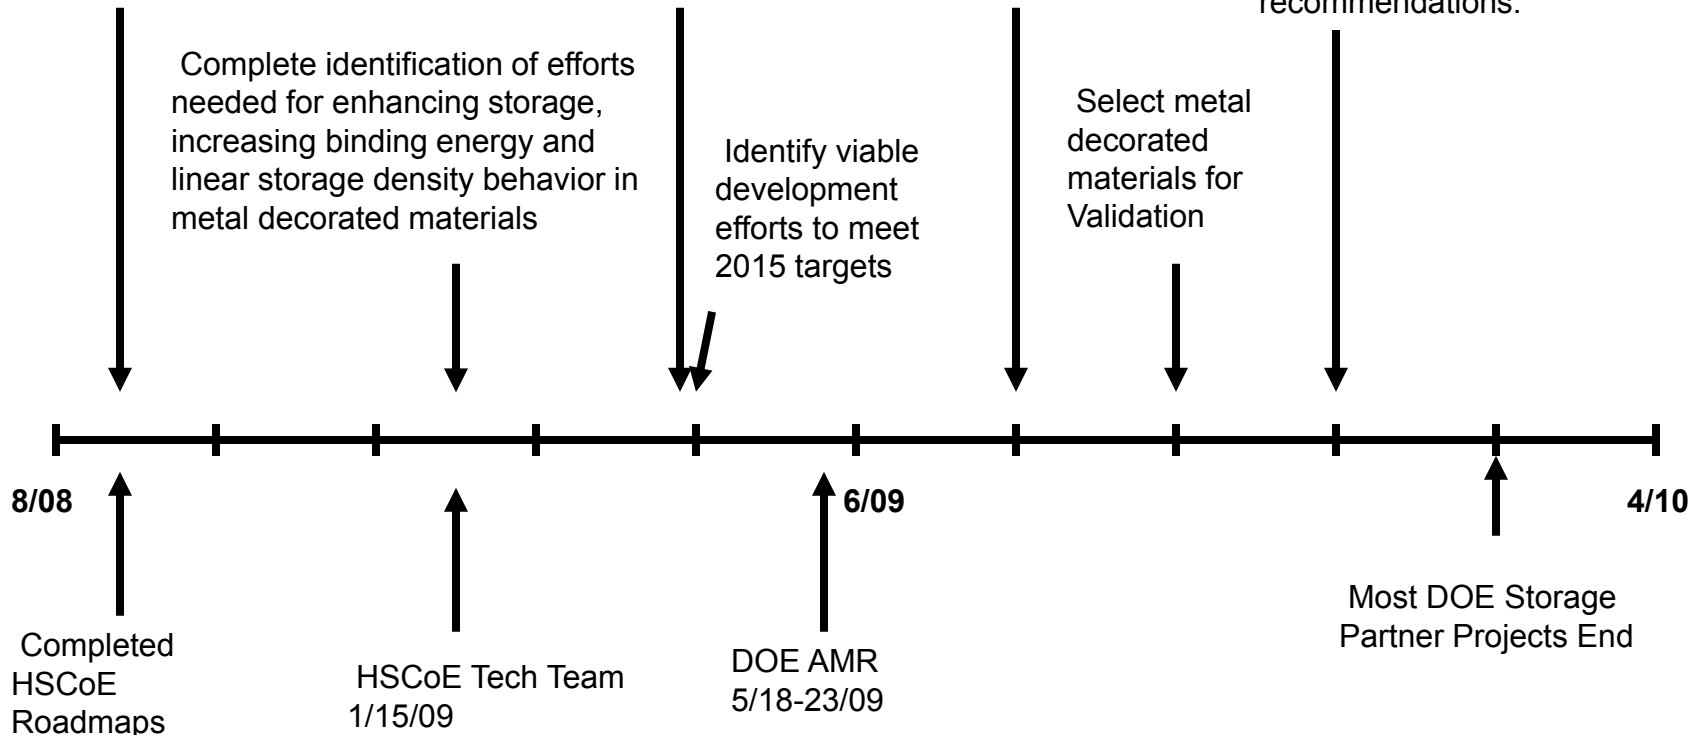 recommendations.
Complete identification of efforts
needed for enhancing storage,
increasing binding energy and
linear storage density behavior in
metal decorated materials
Identify viable
development
efforts to meet
2015 targets
Select metal
decorated
materials for
Validation
8/08
6/09
4/10
Completed
HSCoE
Roadmaps
HSCoE Tech Team
1/15/09
DOE AMR
5/18-23/09
Most DOE Storage
Partner Projects End